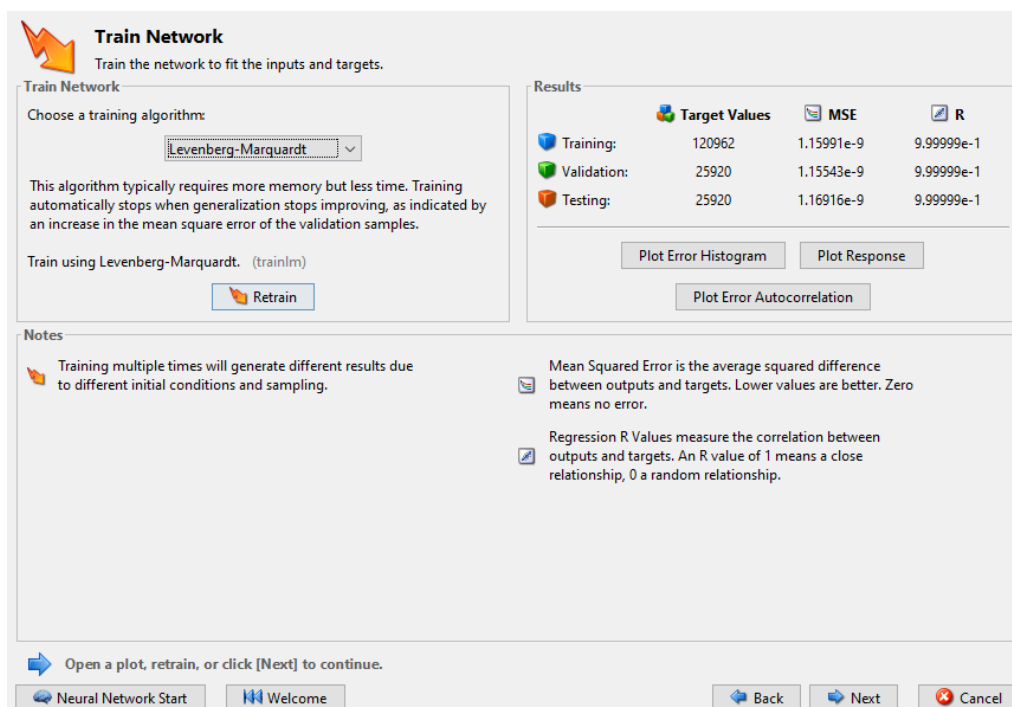 Train Network
Train the network to fit the inputs and targets.
Train Network
Choose a training algorithm:
Levenberg-Marquardt
This algorithm typically requires more memory but less time. Training
automatically stops when generalization stops improving, as indicated by
an increase in the mean square error of the validation samples.
Train using Levenberg-Marquardt. (trainlm)
Retrain
Results
Target Values MSE R
Training: 120962 1.15991e-9 9.99999e-1
Validation: 25920 1.15543e-9 9.99999e-1
Testing: 25920 1.16916e-9 9.99999e-1
Plot Error Histogram Plot Response
Plot Error Autocorrelation
Notes
Training multiple times will generate different results due
to different initial conditions and sampling.
Mean Squared Error is the average squared difference
between outputs and targets. Lower values are better. Zero
means no error.
Regression R Values measure the correlation between
outputs and targets. An R value of 1 means a close
relationship, 0 a random relationship.
Open a plot, retrain, or click [Next] to continue.
Neural Network Start Welcome Back Next Cancel